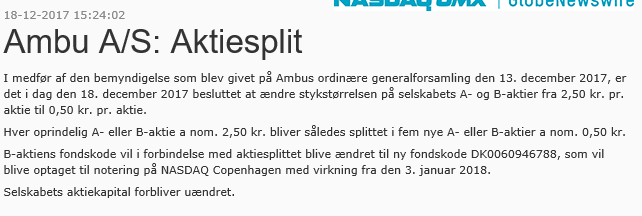 NASDAQ OMX | GlobeNewswire
18-12-2017 15:24:02
Ambu A/S: Aktiesplit
I medfør af den bemyndigelse som blev givet på Ambus ordinære generalforsamling den 13. december 2017, er
det i dag den 18. december 2017 besluttet at ændre stykstørrelsen på selskabets A- og B-aktier fra 2,50 kr. pr.
aktie til 0,50 kr. pr. aktie.
Hver oprindelig A- eller B-aktie a nom. 2,50 kr. bliver således splittet i fem nye A- eller B-aktier a nom. 0,50 kr.
B-aktiens fondskode vil i forbindelse med aktiesplittet blive ændret til ny fondskode DK0060946788, som vil
blive optaget til notering på NASDAQ Copenhagen med virkning fra den 3. januar 2018.
Selskabets aktiekapital forbliver uændret.